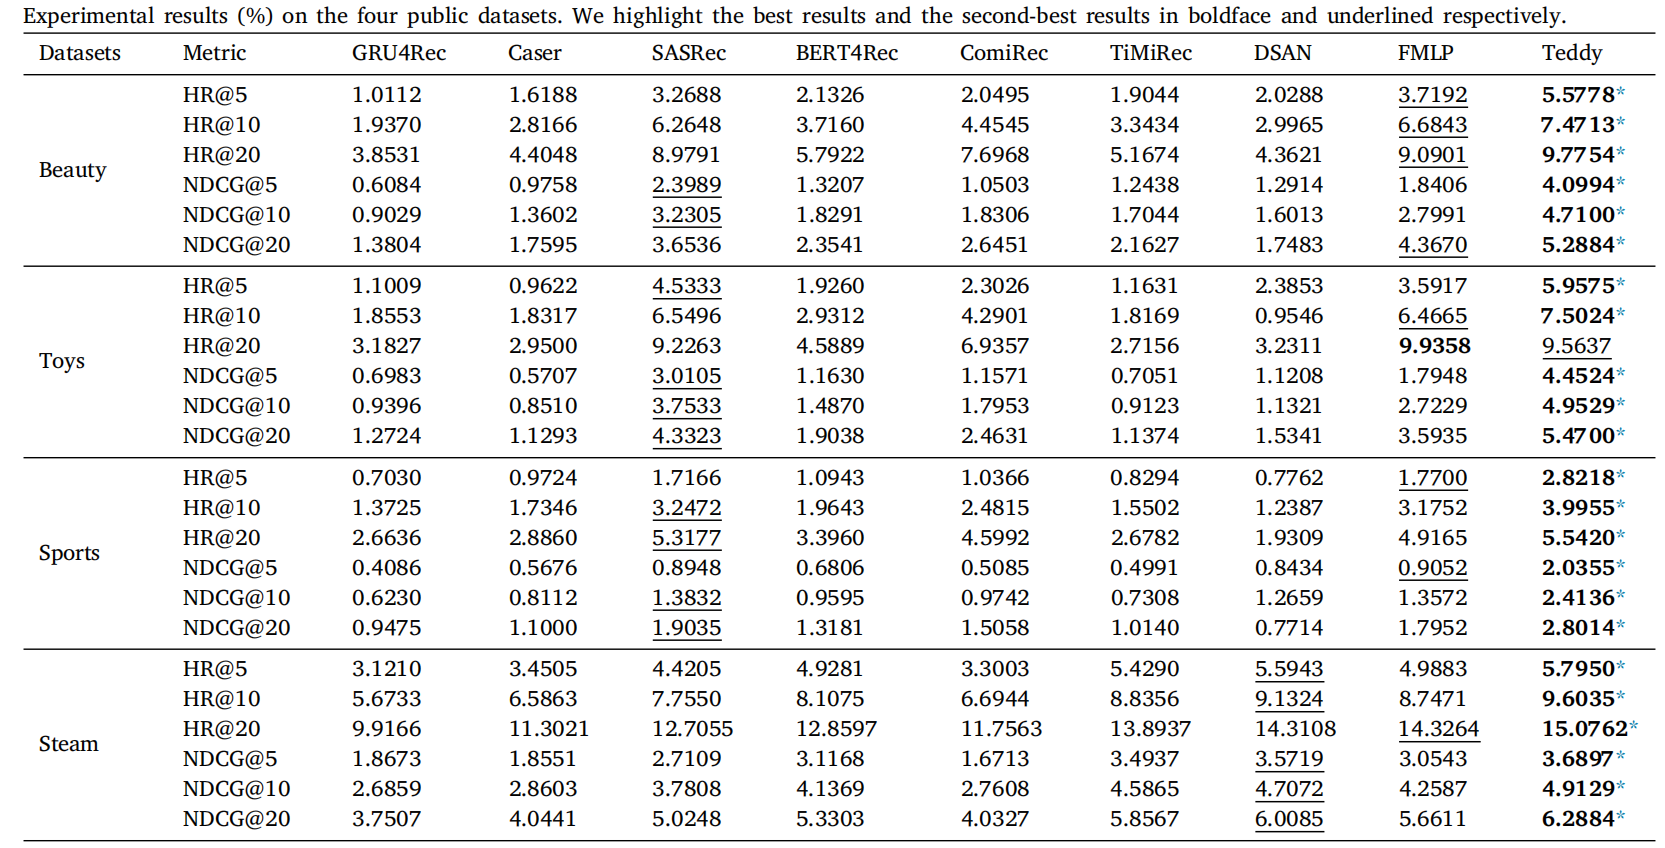 Experimental results (%) on the four public datasets. We highlight the best results and the second-best results in boldface and underlined respectively.
Datasets Metric GRU4Rec Caser SASRec BERT4Rec ComiRec TiMiRec DSAN FMLP Teddy
HR@5 1.0112 1.6188 3.2688 2.1326 2.0495 1.9044 2.0288 3.7192 5.5778*
HR@10 1.9370 2.8166 6.2648 3.7160 4.4545 3.3434 2.9965 6.6843 7.4713*
HR@20 3.8531 4.4048 8.9791 5.7922 7.6968 5.1674 4.3621 9.0901 9.7754*
Beauty
NDCG@5 0.6084 0.9758 2.3989 1.3207 1.0503 1.2438 1.2914 1.8406 4.0994*
NDCG@10 0.9029 1.3602 3.2305 1.8291 1.8306 1.7044 1.6013 2.7991 4.7100*
NDCG@20 1.3804 1.7595 3.6536 2.3541 2.6451 2.1627 1.7483 4.3670 5.2884*
HR@5 1.1009 0.9622 4.5333 1.9260 2.3026 1.1631 2.3853 3.5917 5.9575*
HR@10 1.8553 1.8317 6.5496 2.9312 4.2901 1.8169 0.9546 6.4665 7.5024*
HR@20 3.1827 2.9500 9.2263 4.5889 6.9357 2.7156 3.2311 9.9358 9.5637
Toys
NDCG@5 0.6983 0.5707 3.0105 1.1630 1.1571 0.7051 1.1208 1.7948 4.4524*
NDCG@10 0.9396 0.8510 3.7533 1.4870 1.7953 0.9123 1.1321 2.7229 4.9529*
NDCG@20 1.2724 1.1293 4.3323 1.9038 2.4631 1.1374 1.5341 3.5935 5.4700*
HR@5 0.7030 0.9724 1.7166 1.0943 1.0366 0.8294 0.7762 1.7700 2.8218*
HR@10 1.3725 1.7346 3.2472 1.9643 2.4815 1.5502 1.2387 3.1752 3.9955*
HR@20 2.6636 2.8860 5.3177 3.3960 4.5992 2.6782 1.9309 4.9165 5.5420*
Sports
NDCG@5 0.4086 0.5676 0.8948 0.6806 0.5085 0.4991 0.8434 0.9052 2.0355*
NDCG@10 0.6230 0.8112 1.3832 0.9595 0.9742 0.7308 1.2659 1.3572 2.4136*
NDCG@20 0.9475 1.1000 1.9035 1.3181 1.5058 1.0140 0.7714 1.7952 2.8014*
HR@5 3.1210 3.4505 4.4205 4.9281 3.3003 5.4290 5.5943 4.9883 5.7950*
HR@10 5.6733 6.5863 7.7550 8.1075 6.6944 8.8356 9.1324 8.7471 9.6035*
HR@20 9.9166 11.3021 12.7055 12.8597 11.7563 13.8937 14.3108 14.3264 15.0762*
Steam
NDCG@5 1.8673 1.8551 2.7109 3.1168 1.6713 3.4937 3.5719 3.0543 3.6897*
NDCG@10 2.6859 2.8603 3.7808 4.1369 2.7608 4.5865 4.7072 4.2587 4.9129*
NDCG@20 3.7507 4.0441 5.0248 5.3303 4.0327 5.8567 6.0085 5.6611 6.2884*